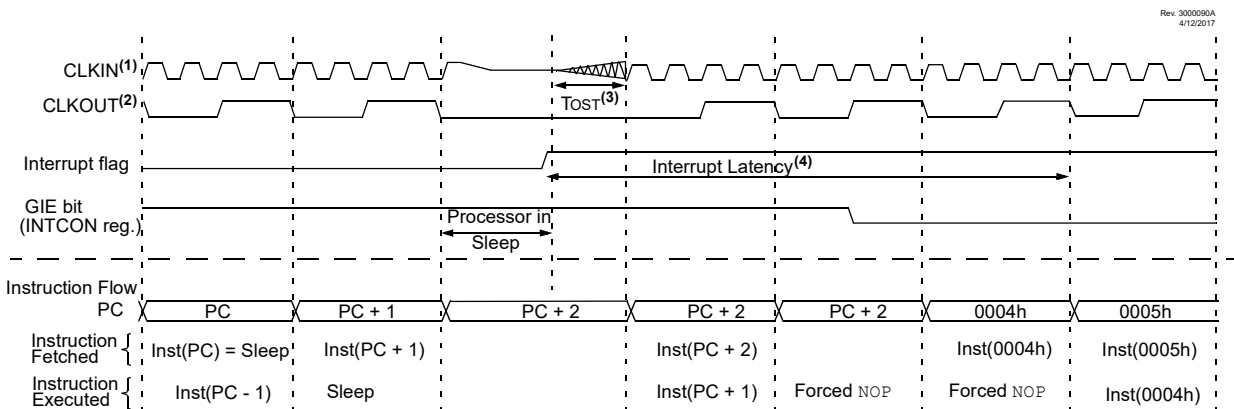 Rev. 3000090A
4/12/2017
CLKIN(1)
CLKOUT(2)
TOST(3)
Interrupt flag
Interrupt Latency(4)
GIE bit
(INTCON reg.)
Processor in
Sleep
Instruction Flow
PC PC PC + 1 PC + 2 PC + 2 PC + 2 0004h 0005h
Instruction
Fetched { Inst(PC) = Sleep Inst(PC + 1) Inst(PC + 2) Inst(0004h) Inst(0005h)
Instruction
Executed { Inst(PC - 1) Sleep Inst(PC + 1) Forced NOP Forced NOP Inst(0004h)